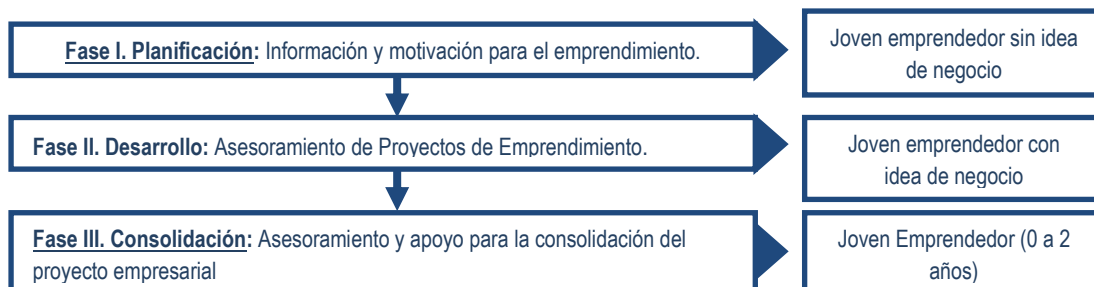 Fase I. Planificación: Información y motivación para el emprendimiento.
Joven emprendedor sin idea
de negocio
Fase II. Desarrollo: Asesoramiento de Proyectos de Emprendimiento.
Joven emprendedor con
idea de negocio
Fase III. Consolidación: Asesoramiento y apoyo para la consolidación del
proyecto empresarial
Joven Emprendedor (0 a 2
años)